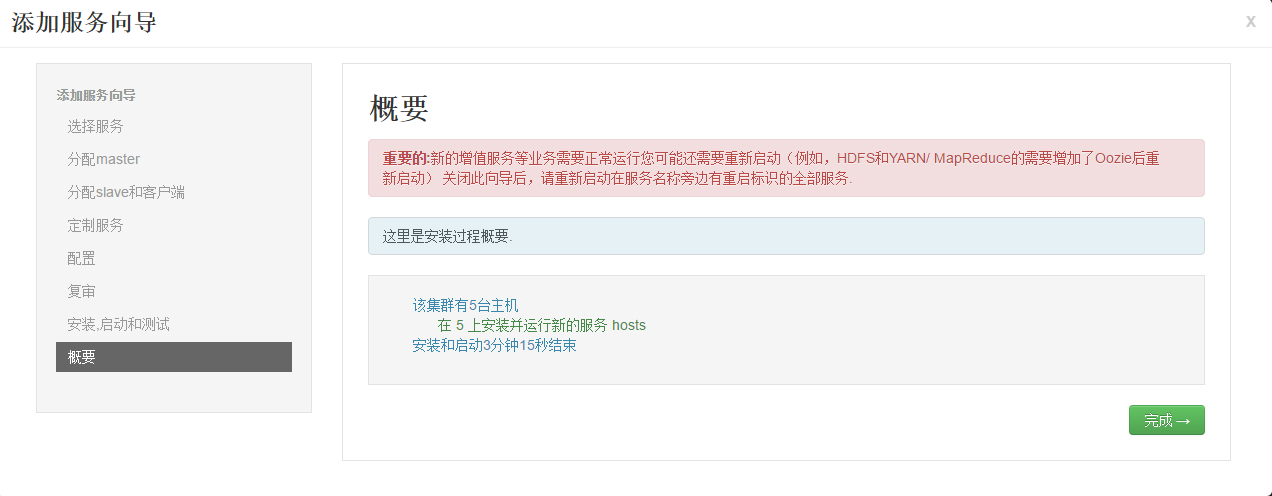 添加服务向导
x
添加服务向导
选择服务
分配master
分配slave和客户端
定制服务
配置
复审
安装,启动和测试
概要
概要
重要的:新的增值服务等业务需要正常运行您可能还需要重新启动（例如，HDFS和YARN/ MapReduce的需要增加了Oozie后重
新启动） 关闭此向导后，请重新启动在服务名称旁边有重启标识的全部服务.
这里是安装过程概要.
该集群有5台主机
在 5 上安装并运行新的服务 hosts
安装和启动3分钟15秒结束
完成 →